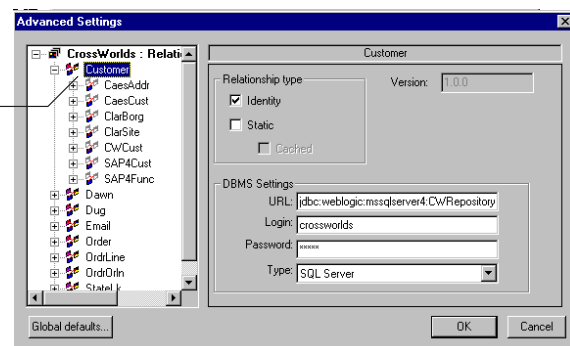 Advanced Settings
CrossWorlds : Relati
Customer
CaesAddr
CaesCust
ClarBorg
ClarSite
CWCust
SAP4Cust
SAP4Func
Dawn
Dug
Email
Order
OrdrLine
OrdrOrln
StateLk
Customer
Relationship type
Version: 1.0.0
Identity
Static
Cached
DBMS Settings
URL: jdbc:weblogic:mssqlserver4:CWRepository
Login: crossworlds
Password: *****
Type: SQL Server
Global defaults...
OK
Cancel